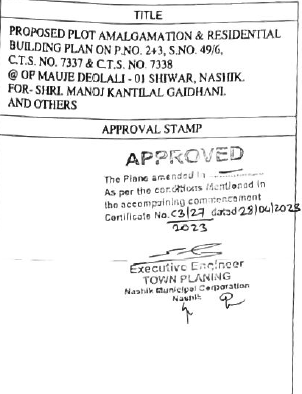 TITLE
PROPOSED PLOT AMALGAMATION & RESIDENTIAL
BUILDING PLAN ON P.NO. 2+3, S.NO. 49/6,
C.T.S. NO. 7337 & C.T.S. NO. 7338
@ OF MAUJE DEOLALI - 01 SHIWAR, NASHIK.
FOR- SHRI. MANOJ KANTILAL GAIDHANI.
AND OTHERS
APPROVAL STAMP
APPROVED
The Plans amended in
As per the conditions Mentioned in
the accompaining commencement
Certificate No. C3/27 dated 28/04/2023
2023
Executive Engineer
TOWN PLANING
Nashik Municipal Corporation
Nashik